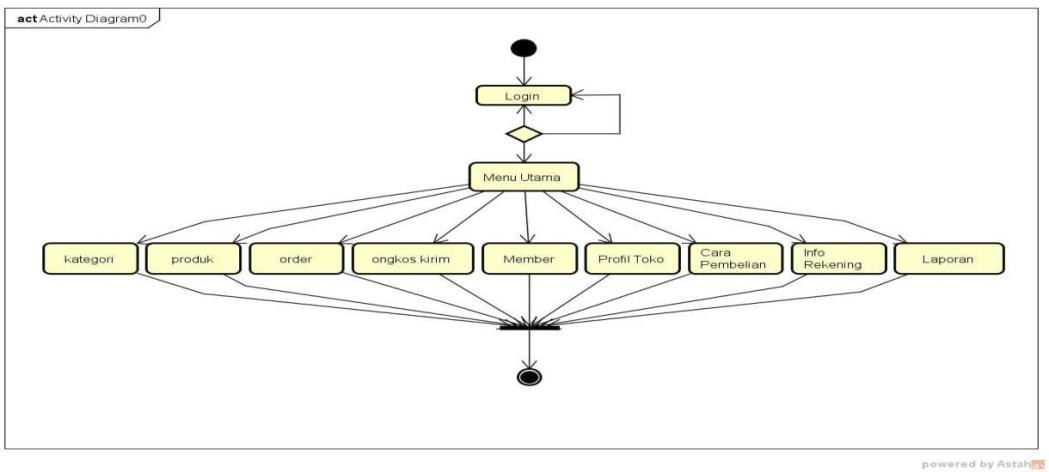 act Activity Diagram0
Login
Menu Utama
kategori
produk
order
ongkos kirim
Member
Profil Toko
Cara
Pembelian
Info
Rekening
Laporan
powered by Astah